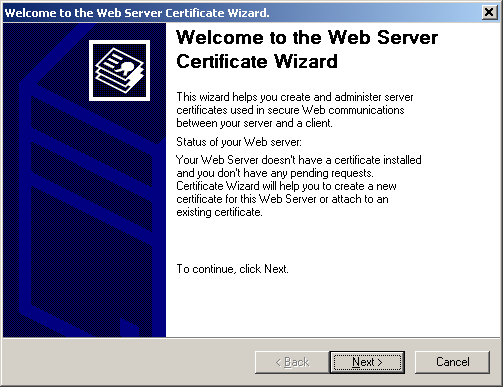 Welcome to the Web Server Certificate Wizard.
Welcome to the Web Server
Certificate Wizard
This wizard helps you create and administer server
certificates used in secure Web communications
between your server and a client.
Status of your Web server:
Your Web Server doesn't have a certificate installed
and you don't have any pending requests.
Certificate Wizard will help you to create a new
certificate for this Web Server or attach to an
existing certificate.
To continue, click Next.
< Back Next > Cancel